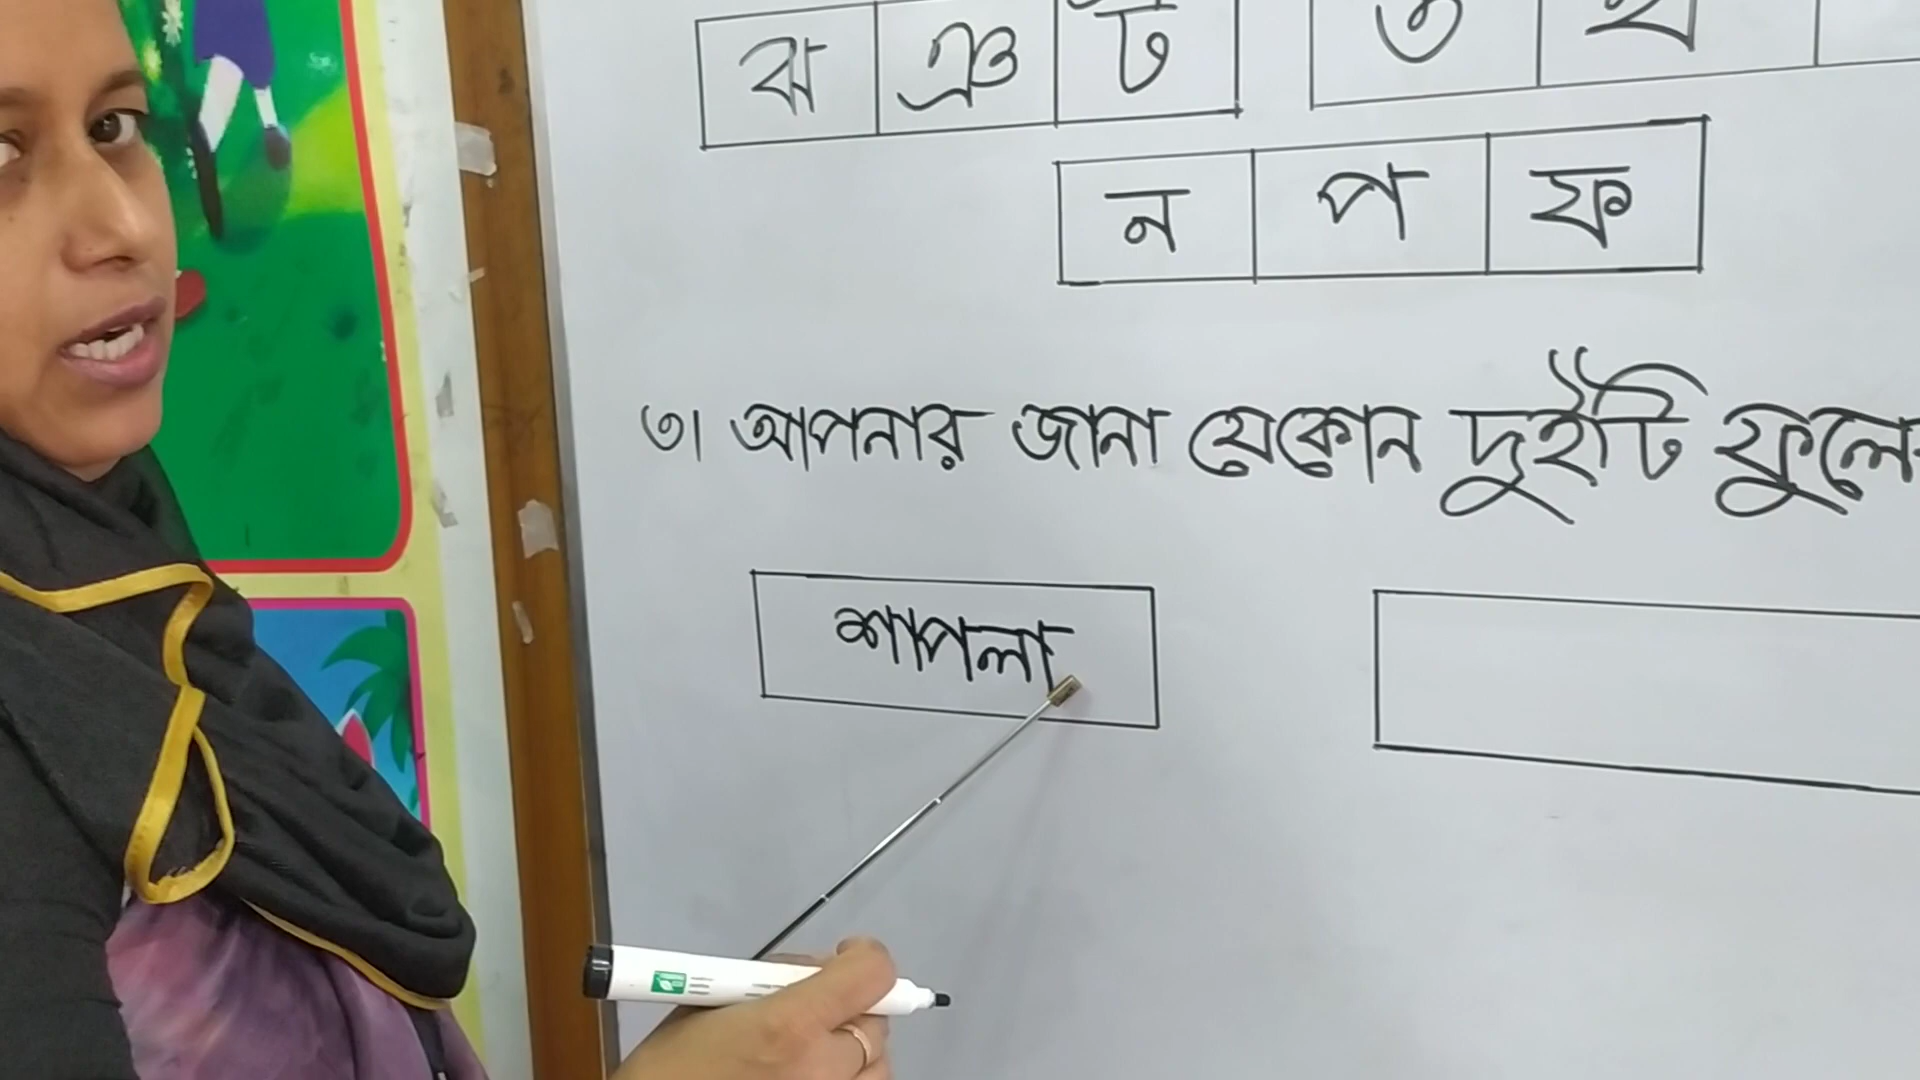 ঝ ঞ ট ত থ
ন প ফ
৩। আপনার জানা যেকোন দুইটি ফুলের
শাপলা